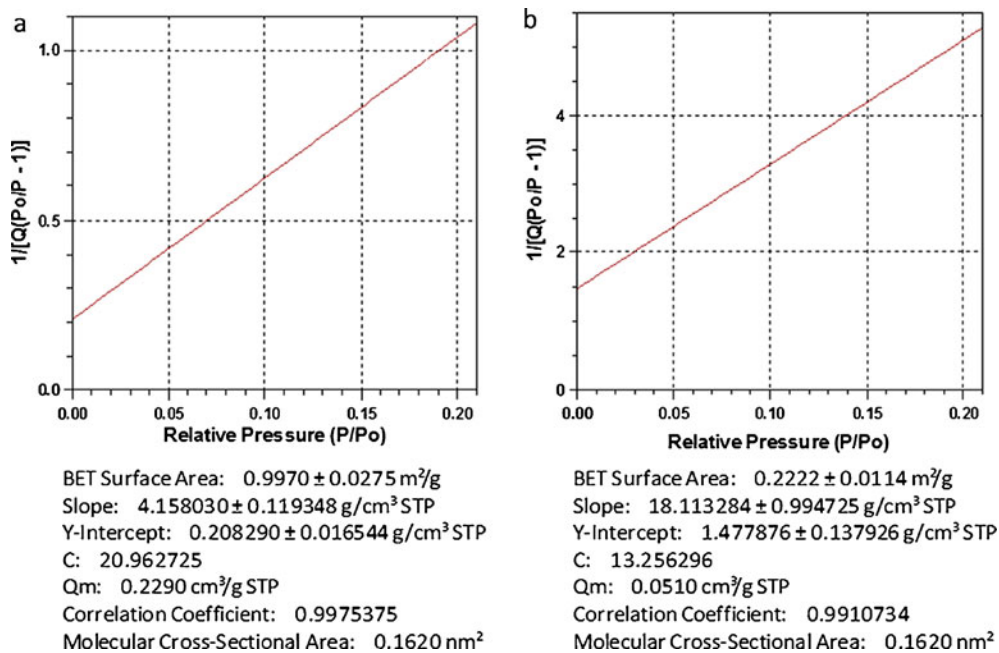 a
1/[Q(Po/P - 1)]
1.0
0.5
0.0
0.00 0.05 0.10 0.15 0.20
Relative Pressure (P/Po)
BET Surface Area: 0.9970 ± 0.0275 m²/g
Slope: 4.158030 ± 0.119348 g/cm³ STP
Y-Intercept: 0.208290 ± 0.016544 g/cm³ STP
C: 20.962725
Qm: 0.2290 cm³/g STP
Correlation Coefficient: 0.9975375
Molecular Cross-Sectional Area: 0.1620 nm²
b
1/[Q(Po/P - 1)]
4
2
0
0.00 0.05 0.10 0.15 0.20
Relative Pressure (P/Po)
BET Surface Area: 0.2222 ± 0.0114 m²/g
Slope: 18.113284 ± 0.994725 g/cm³ STP
Y-Intercept: 1.477876 ± 0.137926 g/cm³ STP
C: 13.256296
Qm: 0.0510 cm³/g STP
Correlation Coefficient: 0.9910734
Molecular Cross-Sectional Area: 0.1620 nm²